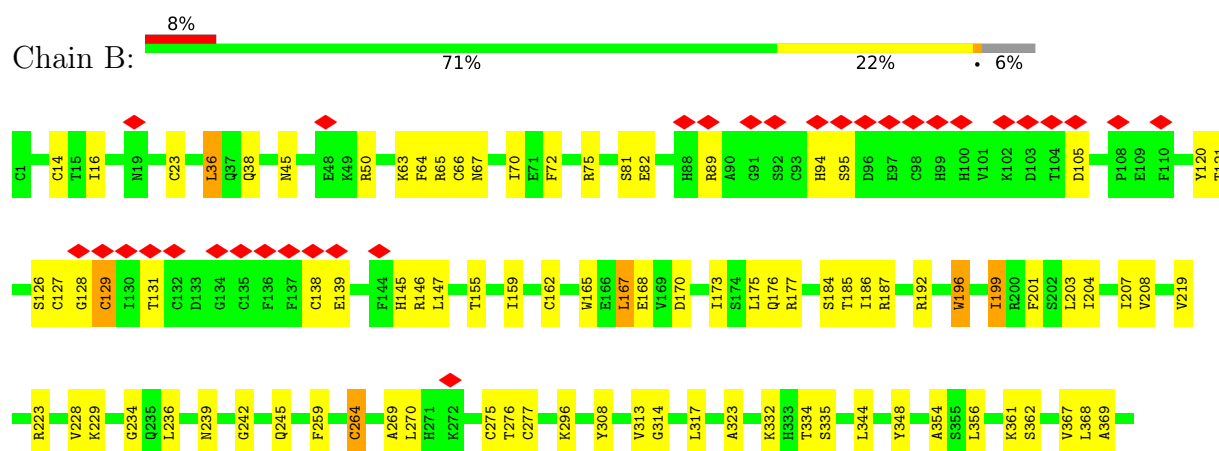 8%
Chain B:
71% 22% • 6%
C1 C14 T15 I16 N19 C23 L36 Q37 Q38 N45 E48 K49 R50 K63 F64 R65 C66 N67 I70 E71 F72 R75 S81 E82 H88 R89 A90 G91 S92 C93 H94 S95 D96 E97 C98 H99 H100 V101 K102 D103 T104 D105 P108 E109 F110 Y120 T121
S126 C127 G128 C129 I130 T131 C132 D133 G134 C135 F136 F137 C138 E139 F144 H145 R146 L147 T155 I159 C162 W165 E166 L167 E168 V169 D170 I173 S174 L175 Q176 R177 S184 T185 I186 R187 R192 W196 I199 R200 F201 S202 L203 I204 I207 V208 V219
R223 V228 K229 G234 Q235 L236 N239 G242 Q245 F259 C264 A269 L270 H271 K272 C275 T276 C277 K296 Y308 V313 G314 L317 A323 K332 H333 T334 S335 L344 Y348 A354 S355 L356 K361 S362 V367 L368 A369